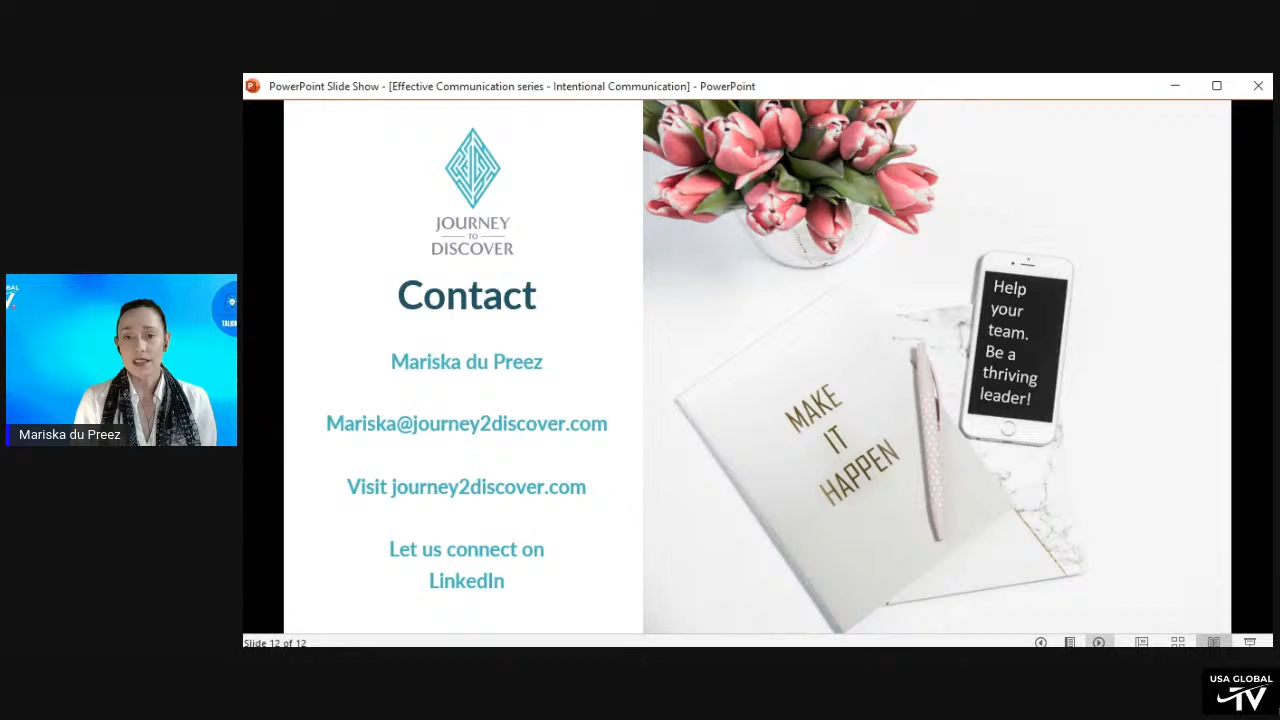 PowerPoint Slide Show - [Effective Communication series - Intentional Communication] - PowerPoint
JOURNEY
TO
DISCOVER
Contact
Mariska du Preez
Mariska@journey2discover.com
Visit journey2discover.com
Let us connect on
LinkedIn
Help
your
team.
Be a
thriving
leader!
MAKE
IT
HAPPEN
Mariska du Preez
Slide 12 of 12
USA GLOBAL
TV